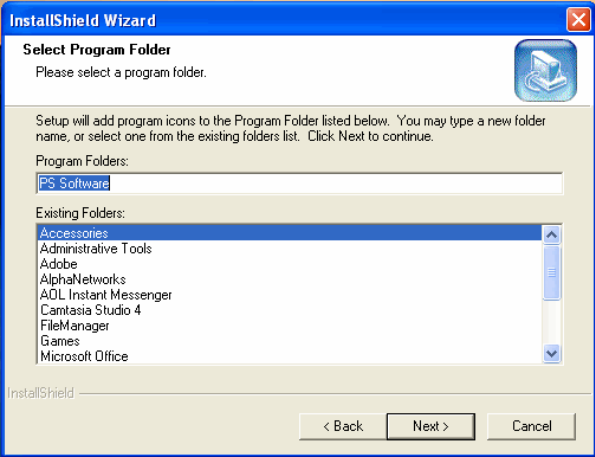 InstallShield Wizard
Select Program Folder
Please select a program folder.
Setup will add program icons to the Program Folder listed below.  You may type a new folder
name, or select one from the existing folders list.  Click Next to continue.
Program Folders:
PS Software
Existing Folders:
Accessories
Administrative Tools
Adobe
AlphaNetworks
AOL Instant Messenger
Camtasia Studio 4
FileManager
Games
Microsoft Office
InstallShield
< Back
Next >
Cancel